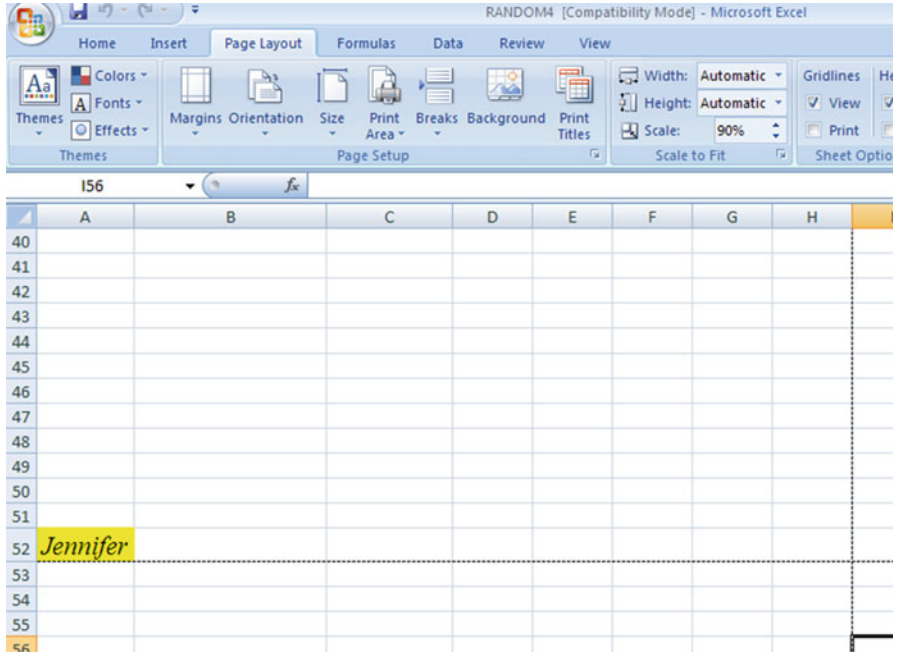 RANDOM4 [Compatibility Mode] - Microsoft Excel
Home Insert Page Layout Formulas Data Review View
Colors
Fonts
Effects
Themes
Themes
Margins Orientation Size Print Area Breaks Background Print Titles
Page Setup
Width: Automatic
Height: Automatic
Scale: 90%
Scale to Fit
Gridlines He
View
Print
Sheet Optio
I56 fx
A B C D E F G H
40
41
42
43
44
45
46
47
48
49
50
51
52 Jennifer
53
54
55
56